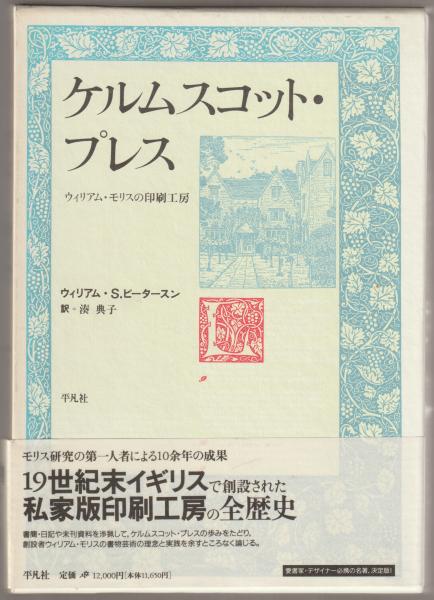 ケルムスコット・
プレス
ウィリアム・モリスの印刷工房
ウィリアム・S.ピータースン
訳＝湊 典子
平凡社
モリス研究の第一人者による10余年の成果
19世紀末イギリスで創設された
私家版印刷工房の全歴史
書簡・日記や未刊資料を渉猟して、ケルムスコット・プレスの歩みをたどり、
創設者ウィリアム・モリスの書物芸術の理念と実践を余すところなく論じる。
平凡社 定価 12,000円[本体11,650円]
愛書家・デザイナー必携の名著、決定版!